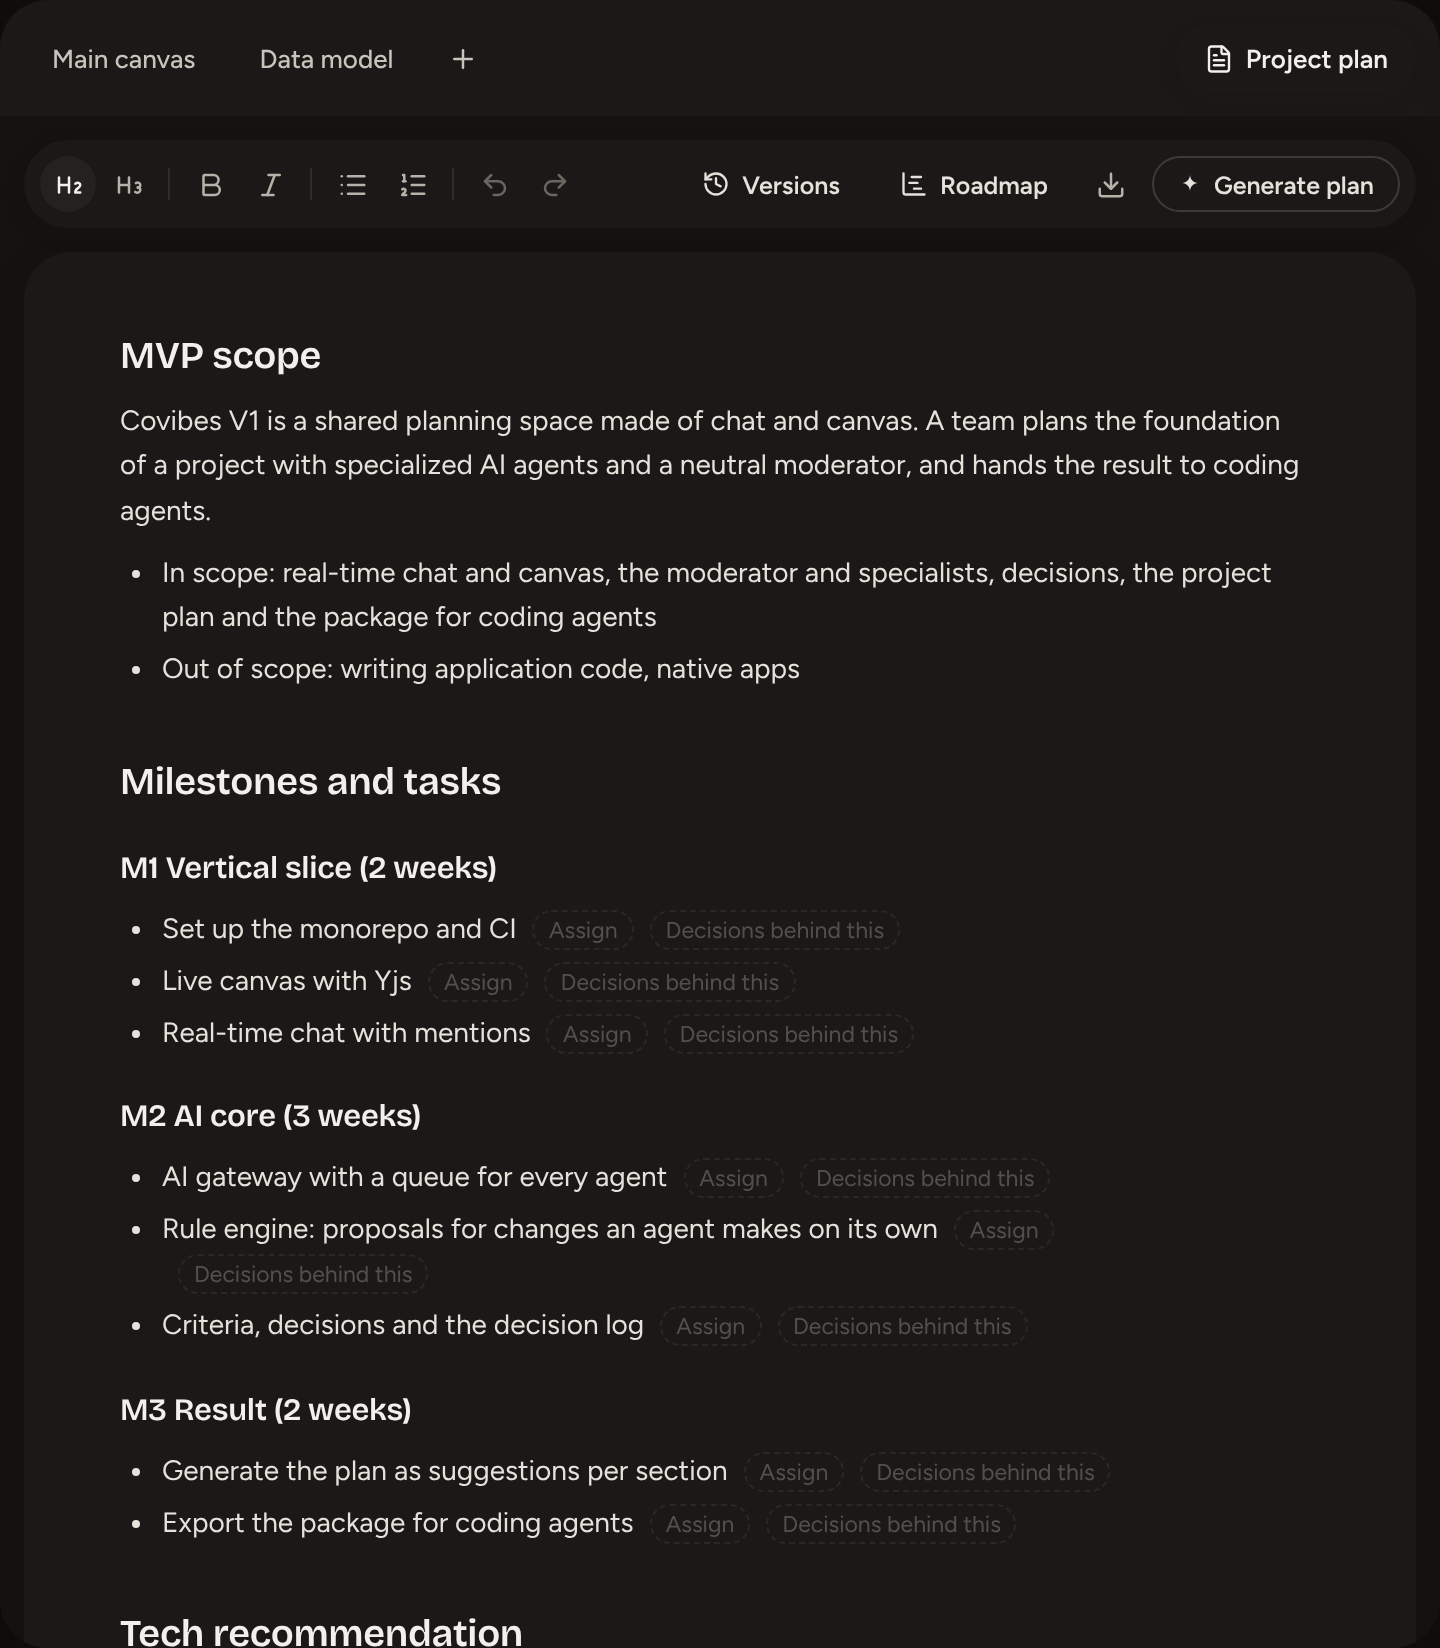 Main canvas Data model Project plan
H2 H3 B I Versions Roadmap Generate plan
MVP scope
Covibes V1 is a shared planning space made of chat and canvas. A team plans the foundation
of a project with specialized AI agents and a neutral moderator, and hands the result to coding
agents.
• In scope: real-time chat and canvas, the moderator and specialists, decisions, the project
plan and the package for coding agents
• Out of scope: writing application code, native apps
Milestones and tasks
M1 Vertical slice (2 weeks)
• Set up the monorepo and CI Assign Decisions behind this
• Live canvas with Yjs Assign Decisions behind this
• Real-time chat with mentions Assign Decisions behind this
M2 AI core (3 weeks)
• AI gateway with a queue for every agent Assign Decisions behind this
• Rule engine: proposals for changes an agent makes on its own Assign
Decisions behind this
• Criteria, decisions and the decision log Assign Decisions behind this
M3 Result (2 weeks)
• Generate the plan as suggestions per section Assign Decisions behind this
• Export the package for coding agents Assign Decisions behind this
Tech recommendation